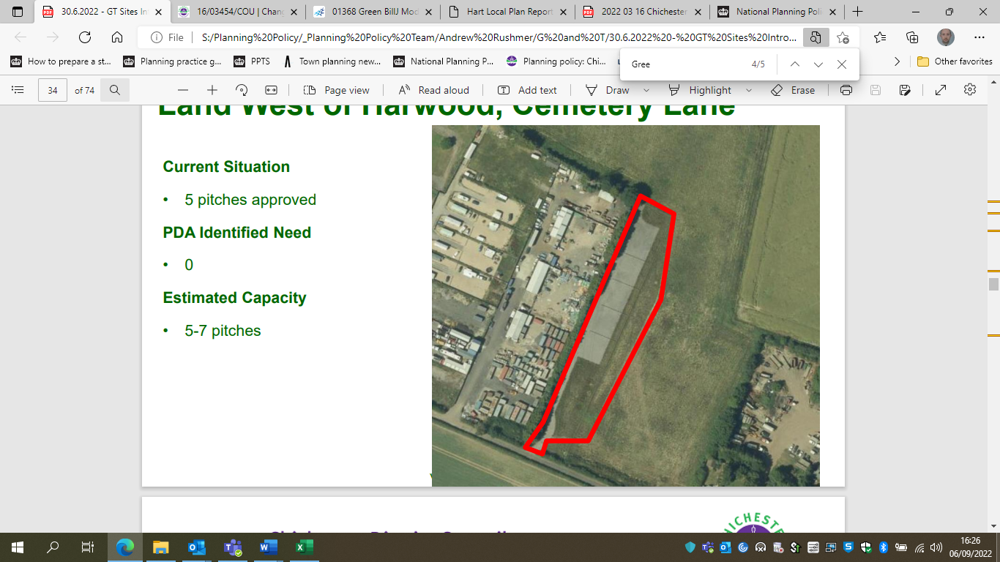 30.6.2022 - GT Sites In
16/03454/COU | Chan
01368 Green BillJ Mod
Hart Local Plan Report
2022 03 16 Chichester
National Planning Poli
File
S:/Planning%20Policy/_Planning%20Policy%20Team/Andrew%20Rushmer/G%20and%20T/30.6.2022%20-%20GT%20Sites%20Intro...
How to prepare a st...
Planning practice g...
PPTS
Town planning new...
National Planning P...
Planning policy: Chi...
Other favorites
Gree
4/5
34
of 74
Page view
Read aloud
Add text
Draw
Highlight
Erase
Land West of Harwood, Cemetery Lane
Current Situation
• 5 pitches approved
PDA Identified Need
• 0
Estimated Capacity
• 5-7 pitches
Chichester District Council
HICHESTE
16:26
06/09/2022